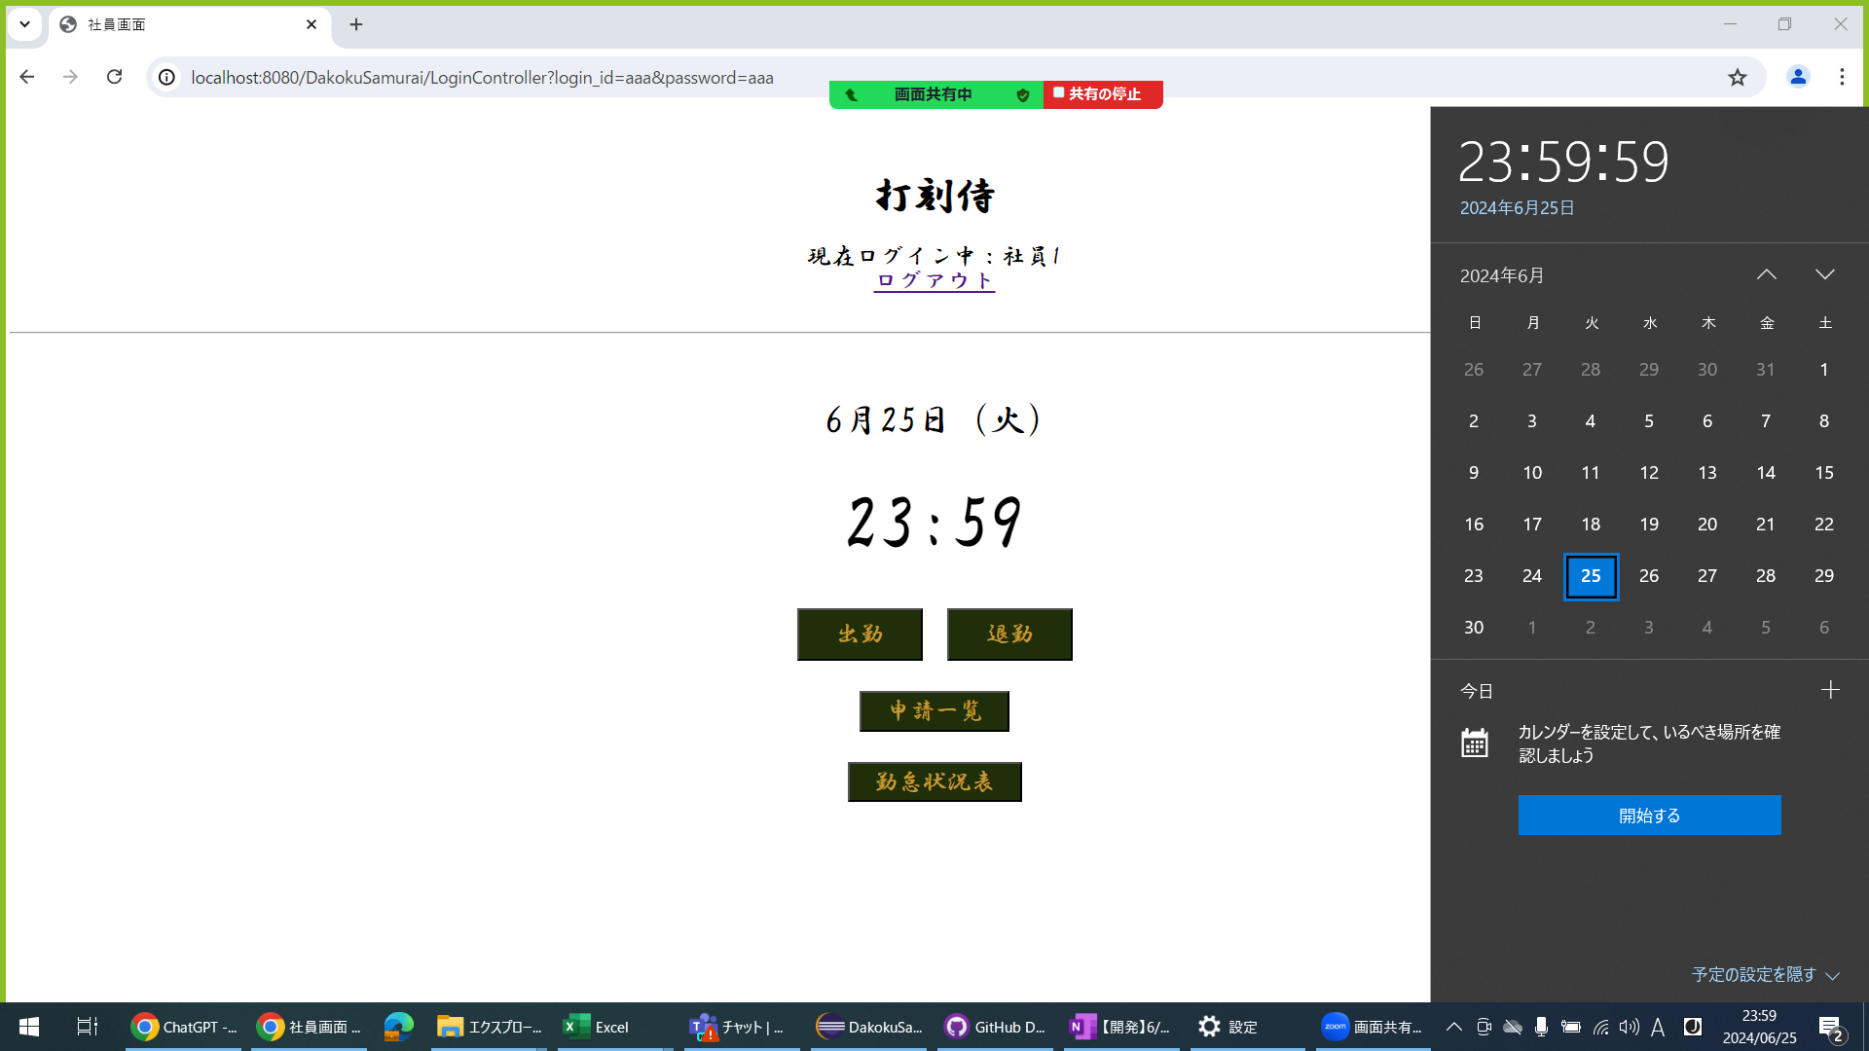 社員画面
localhost:8080/DakokuSamurai/LoginController?login_id=aaa&password=aaa
画面共有中
共有の停止
打刻侍
現在ログイン中：社員1
ログアウト
6月25日（火）
23:59
出勤 退勤
申請一覧
勤怠状況表
23:59:59
2024年6月25日
2024年6月
日 月 火 水 木 金 土
26 27 28 29 30 31 1
2 3 4 5 6 7 8
9 10 11 12 13 14 15
16 17 18 19 20 21 22
23 24 25 26 27 28 29
30 1 2 3 4 5 6
今日
カレンダーを設定して、いるべき場所を確
認しましょう
開始する
予定の設定を隠す
ChatGPT -... 社員画面 ... エクスプロー... Excel チャット | ... DakokuSa... GitHub D... 【開発】6/... 設定 zoom 画面共有... A 23:59
2024/06/25 2